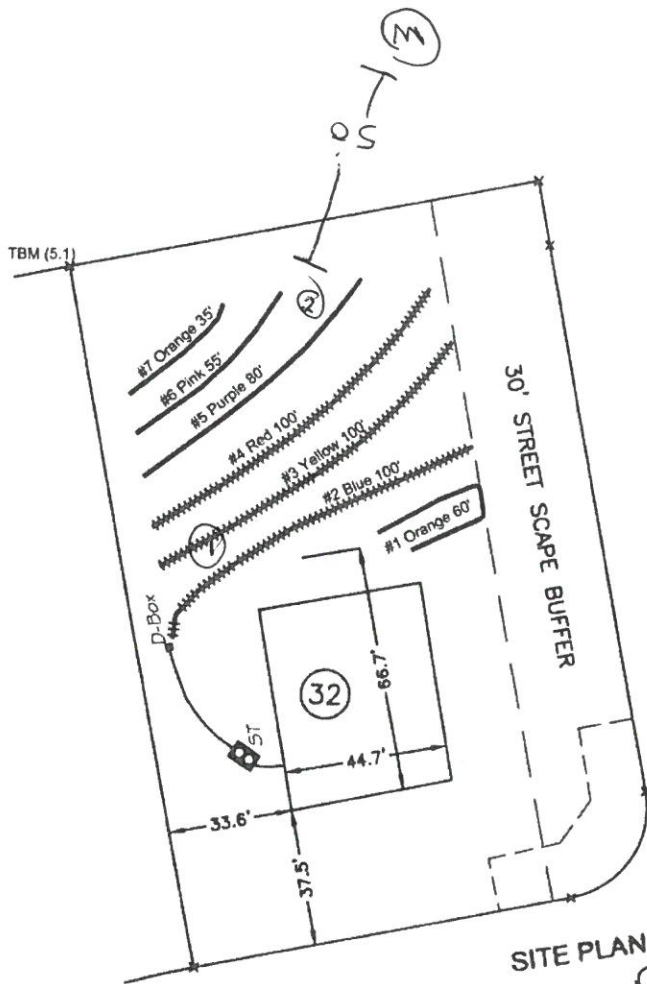 TBM (5.1)
#7 Orange 35'
#6 Pink 55'
#5 Purple 80'
#4 Red 100'
#3 Yellow 100'
#2 Blue 100'
#1 Orange 60'
30' STREET SCAPE BUFFER
D-Box
ST
32
66.7'
44.7'
33.6'
37.5'
SITE PLAN